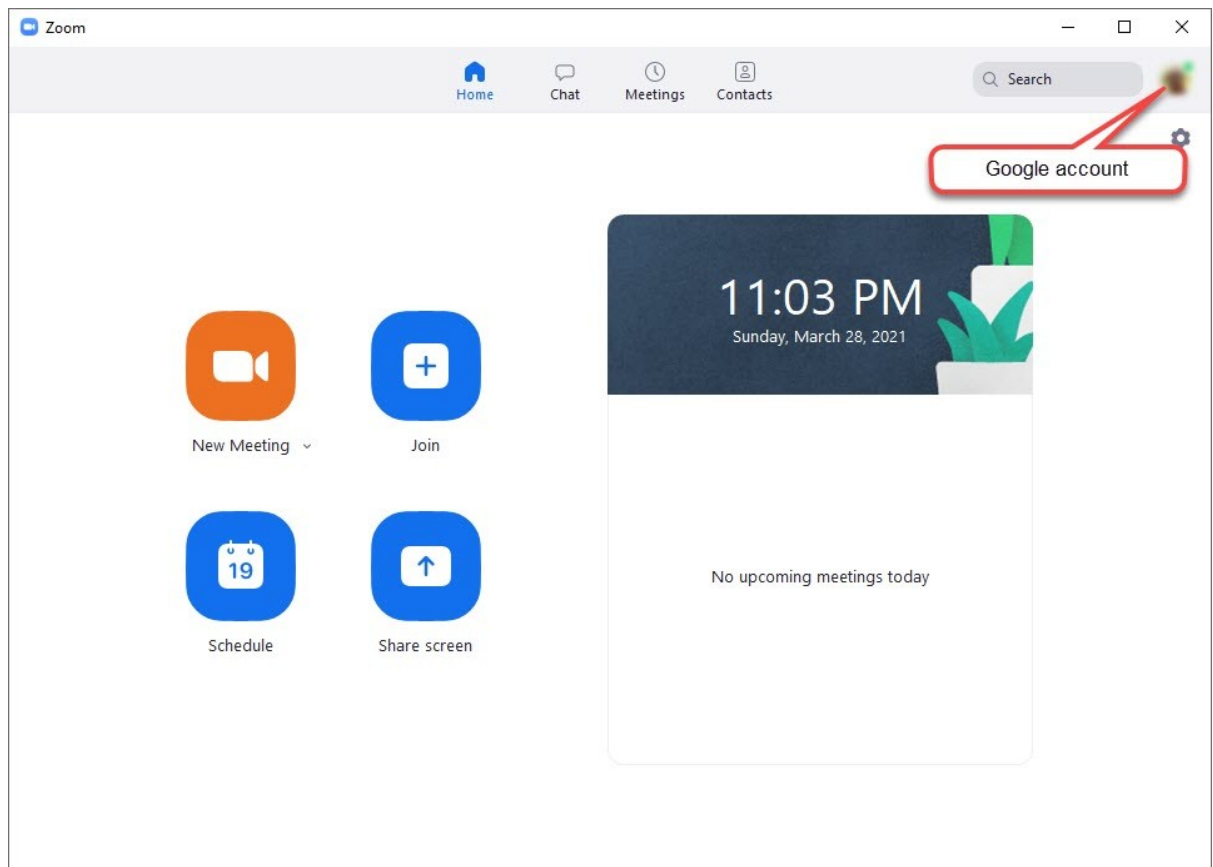 Zoom
Home
Chat
Meetings
Contacts
Search
Google account
11:03 PM
Sunday, March 28, 2021
New Meeting
Join
19
Schedule
Share screen
No upcoming meetings today